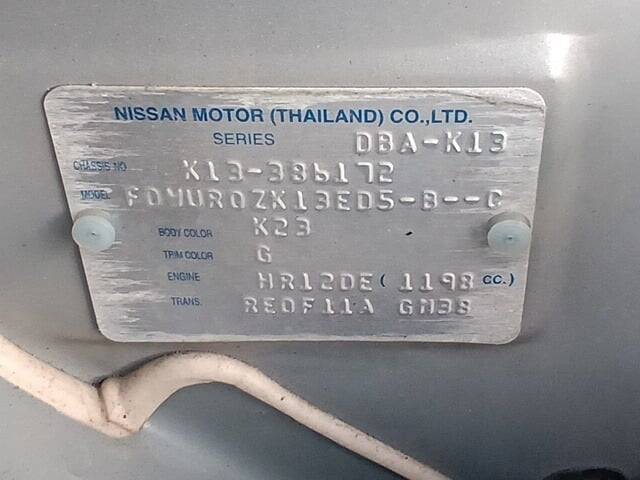 NISSAN MOTOR (THAILAND) CO.,LTD.
SERIES DBA-K13
CHASSIS NO K13-386172
MODEL FDMUR0ZK13ED5-B--C
BODY COLOR K23
TRIM COLOR G
ENGINE HR12DE ( 1198 CC.)
TRANS. RE0F11A GM38